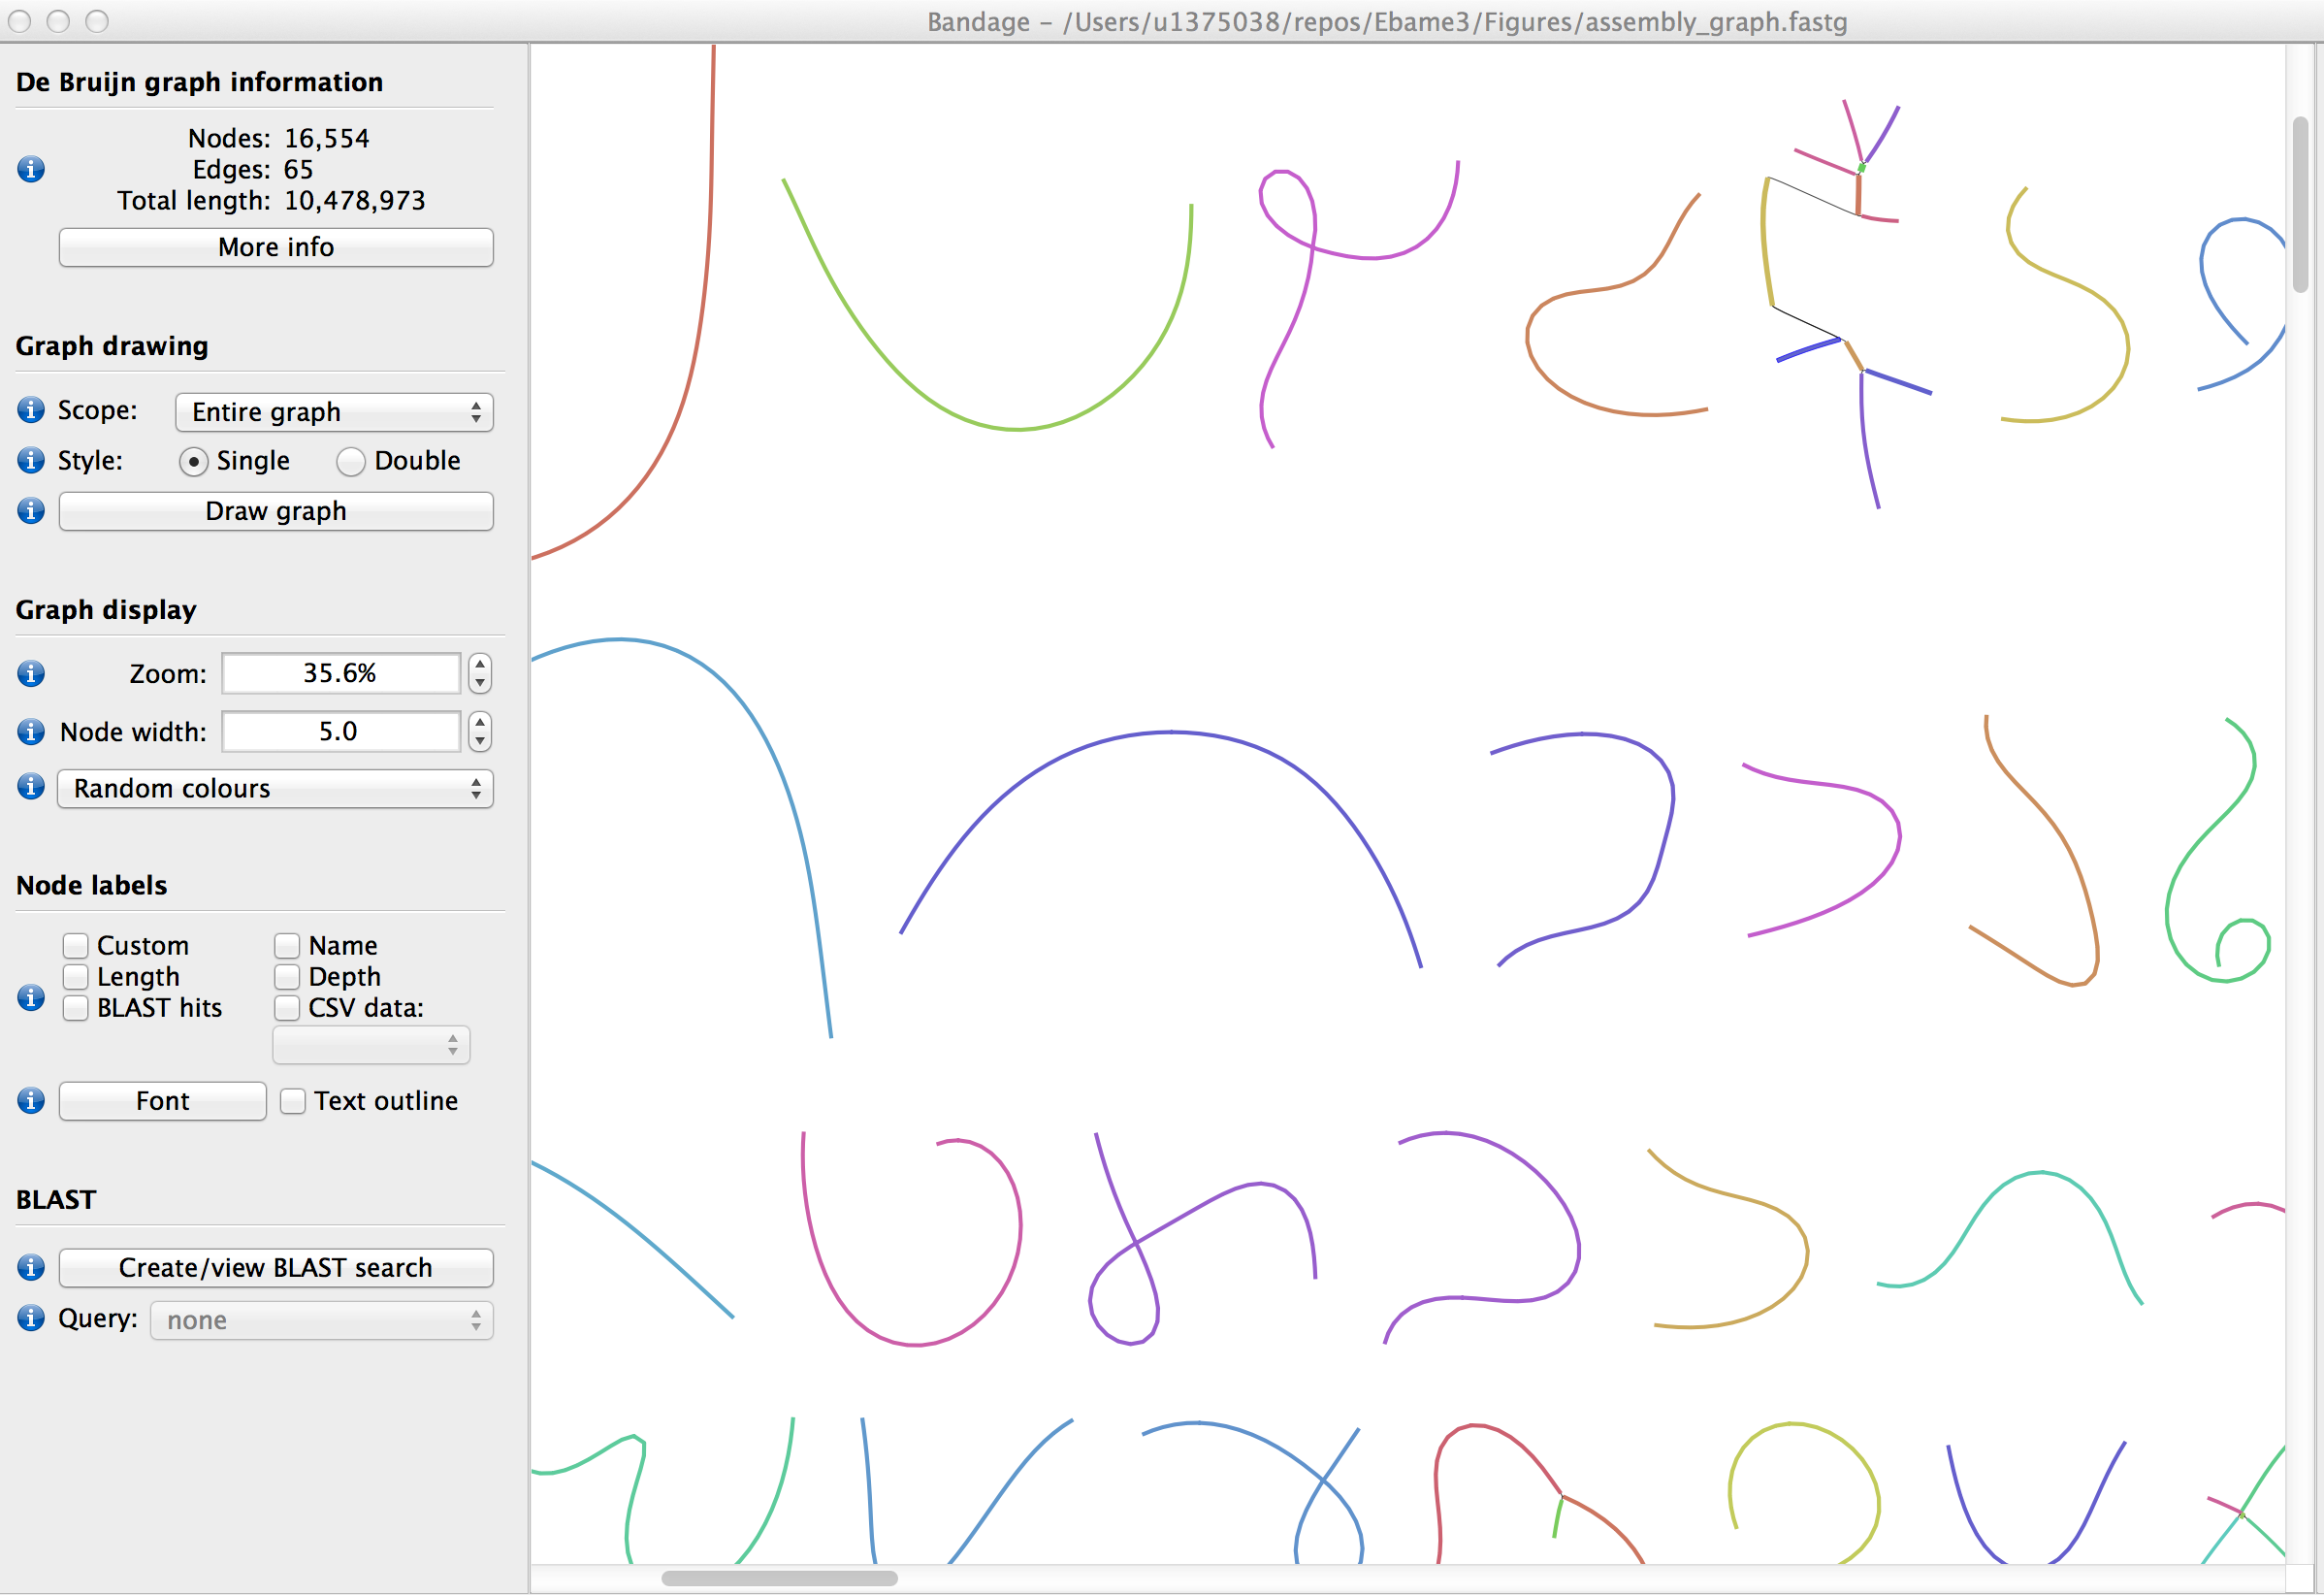 Bandage – /Users/u1375038/repos/Ebame3/Figures/assembly_graph.fastg
De Bruijn graph information
Nodes: 16,554
Edges: 65
Total length: 10,478,973
More info
Graph drawing
Scope: Entire graph
Style: Single Double
Draw graph
Graph display
Zoom: 35.6%
Node width: 5.0
Random colours
Node labels
Custom Name
Length Depth
BLAST hits CSV data:
Font Text outline
BLAST
Create/view BLAST search
Query: none